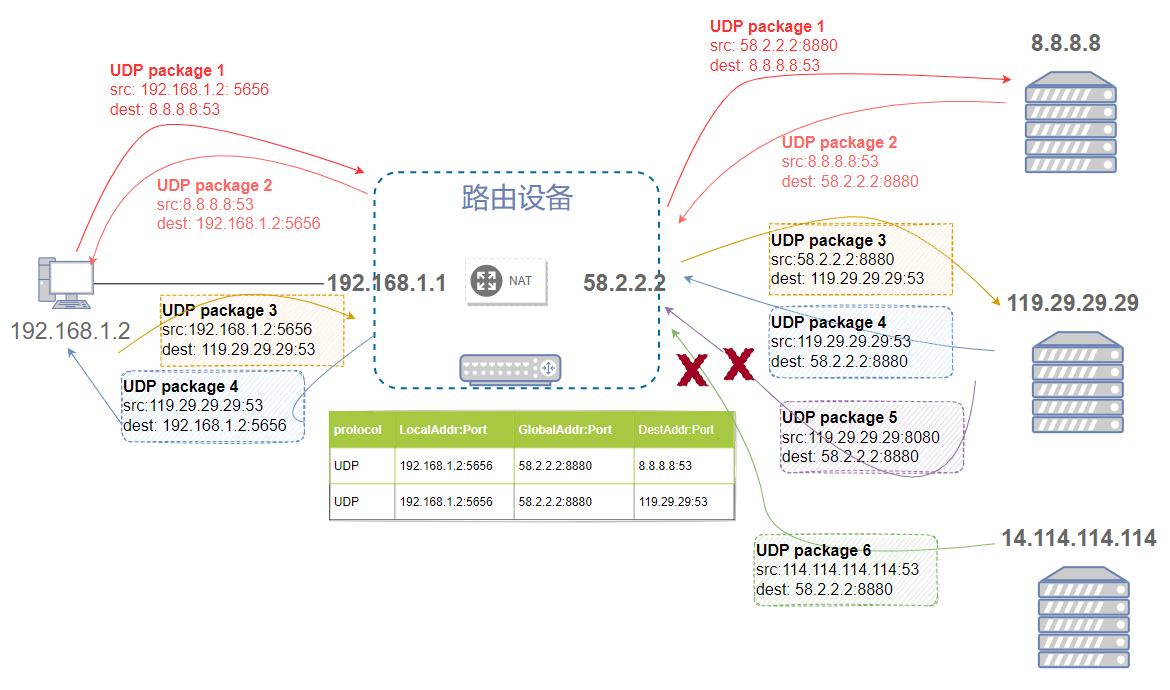 UDP package 1
src: 58.2.2.2:8880
dest: 8.8.8.8:53
8.8.8.8
UDP package 1
src: 192.168.1.2: 5656
dest: 8.8.8.8:53
UDP package 2
src:8.8.8.8:53
dest: 58.2.2.2:8880
UDP package 2
src:8.8.8.8:53
dest: 192.168.1.2:5656
路由设备
192.168.1.1
NAT
58.2.2.2
UDP package 3
src:58.2.2.2:8880
dest: 119.29.29.29:53
119.29.29.29
192.168.1.2
UDP package 3
src:192.168.1.2:5656
dest: 119.29.29.29:53
UDP package 4
src:119.29.29.29:53
dest: 58.2.2.2:8880
UDP package 4
src:119.29.29.29:53
dest: 192.168.1.2:5656
UDP package 5
src:119.29.29.29:8080
dest: 58.2.2.2:8880
protocol LocalAddr:Port GlobalAddr:Port DestAddr:Port
UDP 192.168.1.2:5656 58.2.2.2:8880 8.8.8.8:53
UDP 192.168.1.2:5656 58.2.2.2:8880 119.29.29:53
14.114.114.114
UDP package 6
src:114.114.114.114:53
dest: 58.2.2.2:8880